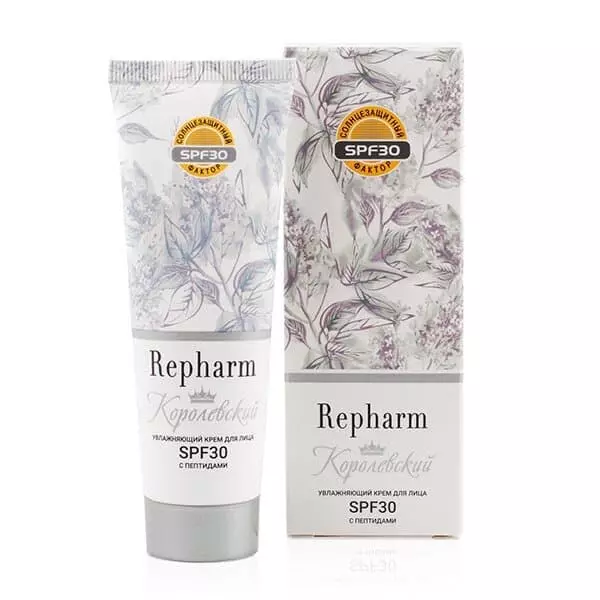 СОЛНЦЕЗАЩИТНЫЙ
SPF30
ФАКТОР
Repharm
Королевский
УВЛАЖНЯЮЩИЙ КРЕМ ДЛЯ ЛИЦА
SPF30
С ПЕПТИДАМИ
СОЛНЦЕЗАЩИТНЫЙ
SPF30
ФАКТОР
Repharm
Королевский
УВЛАЖНЯЮЩИЙ КРЕМ ДЛЯ ЛИЦА
SPF30
С ПЕПТИДАМИ